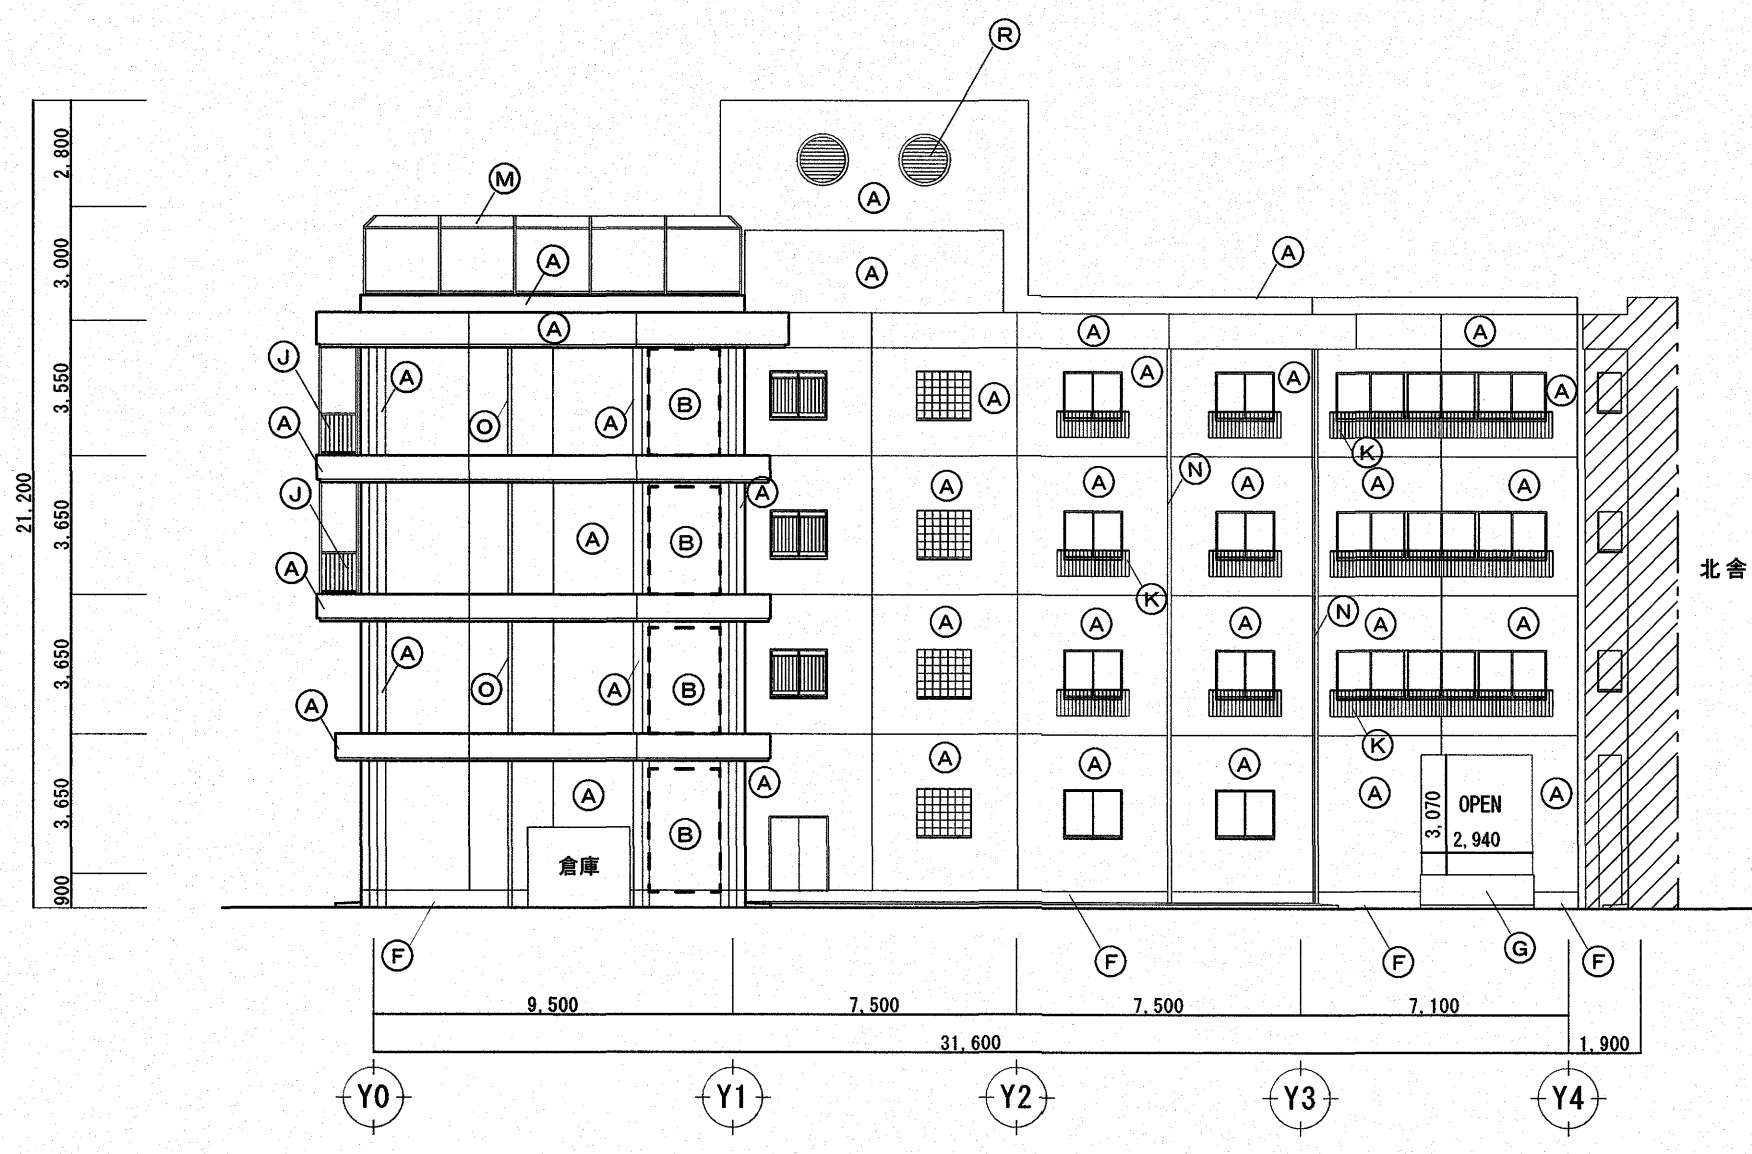 R
2,800
M
A
3,000
A
A
A
A
A
A
J
3,550
A
A
A
A
B
A
O
A
A
K
N
21,200
J
A
A
A
A
A
A
3,650
A
B
A
K
北舎
A
A
A
N
A
A
3,650
A
O
A
B
A
K
A
A
A
A
A
3,650
A
A
A
3,070
OPEN
2,940
B
倉庫
900
F
F
F
G
F
9,500
7,500
7,500
7,100
31,600
1,900
Y0
Y1
Y2
Y3
Y4